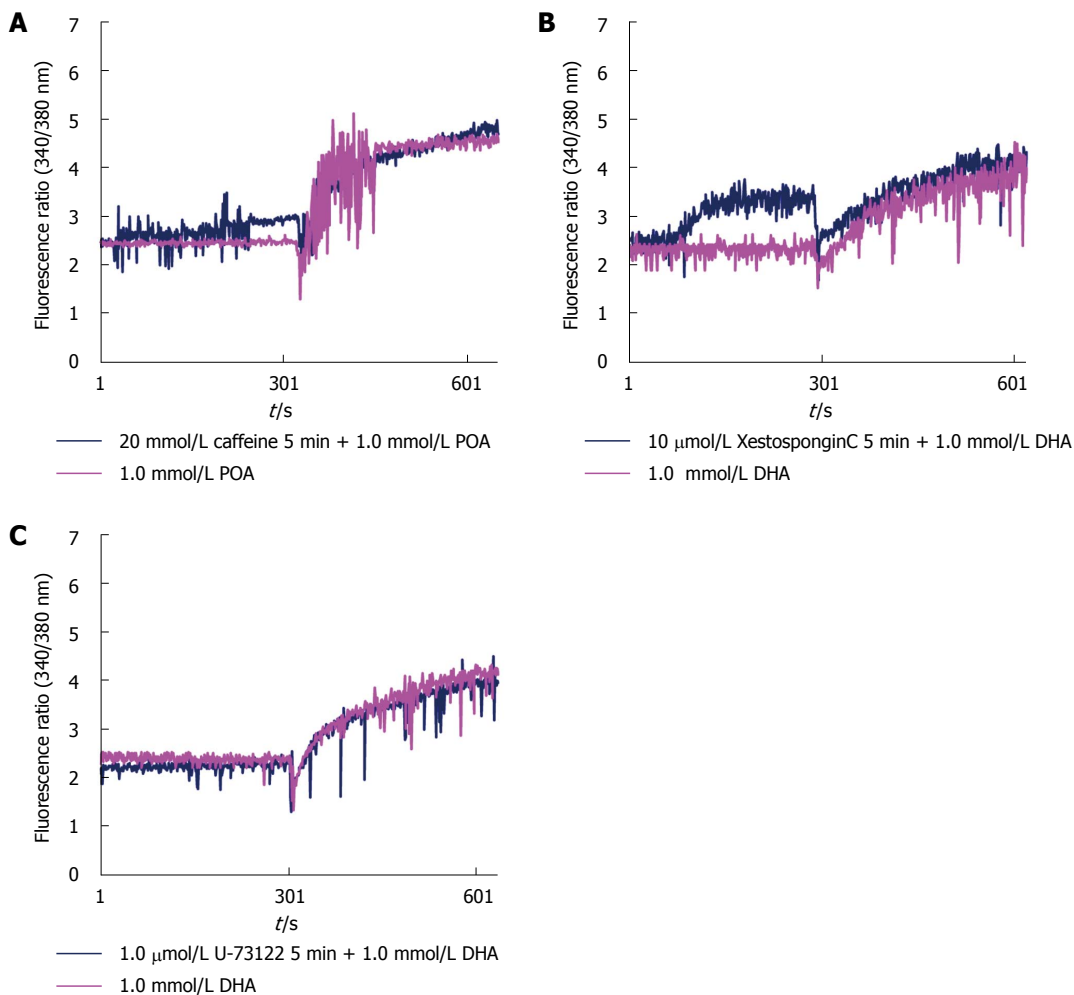 A
Fluorescence ratio (340/380 nm)
7
6
5
4
3
2
1
0
1
301
601
t/s
20 mmol/L caffeine 5 min + 1.0 mmol/L POA
1.0 mmol/L POA
B
Fluorescence ratio (340/380 nm)
7
6
5
4
3
2
1
0
1
301
601
t/s
10 μmol/L XestosponginC 5 min + 1.0 mmol/L DHA
1.0 mmol/L DHA
C
Fluorescence ratio (340/380 nm)
7
6
5
4
3
2
1
0
1
301
601
t/s
1.0 μmol/L U-73122 5 min + 1.0 mmol/L DHA
1.0 mmol/L DHA